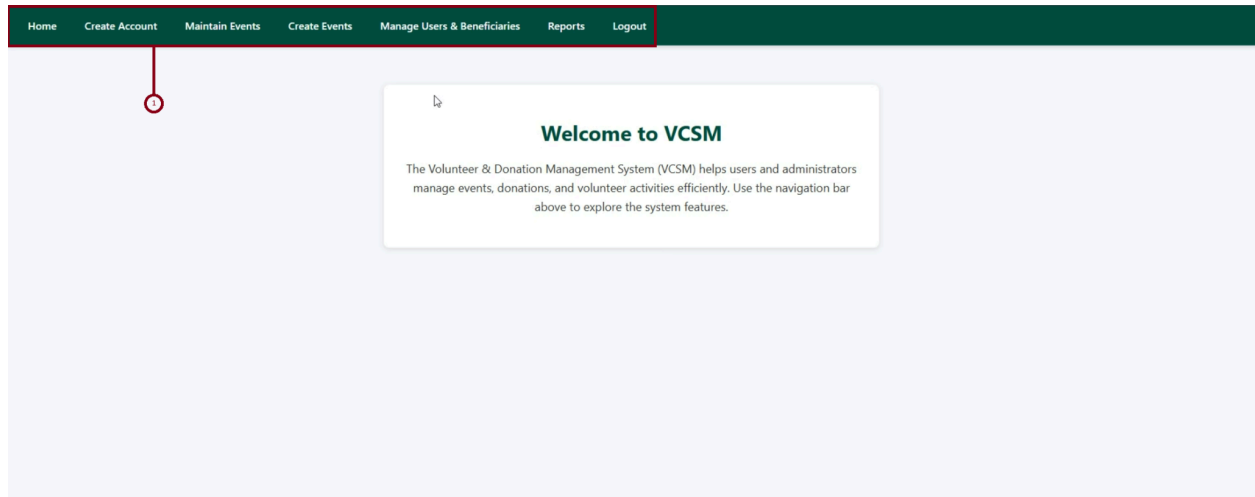 Home Create Account Maintain Events Create Events Manage Users & Beneficiaries Reports Logout
1
Welcome to VCSM
The Volunteer & Donation Management System (VCSM) helps users and administrators
manage events, donations, and volunteer activities efficiently. Use the navigation bar
above to explore the system features.